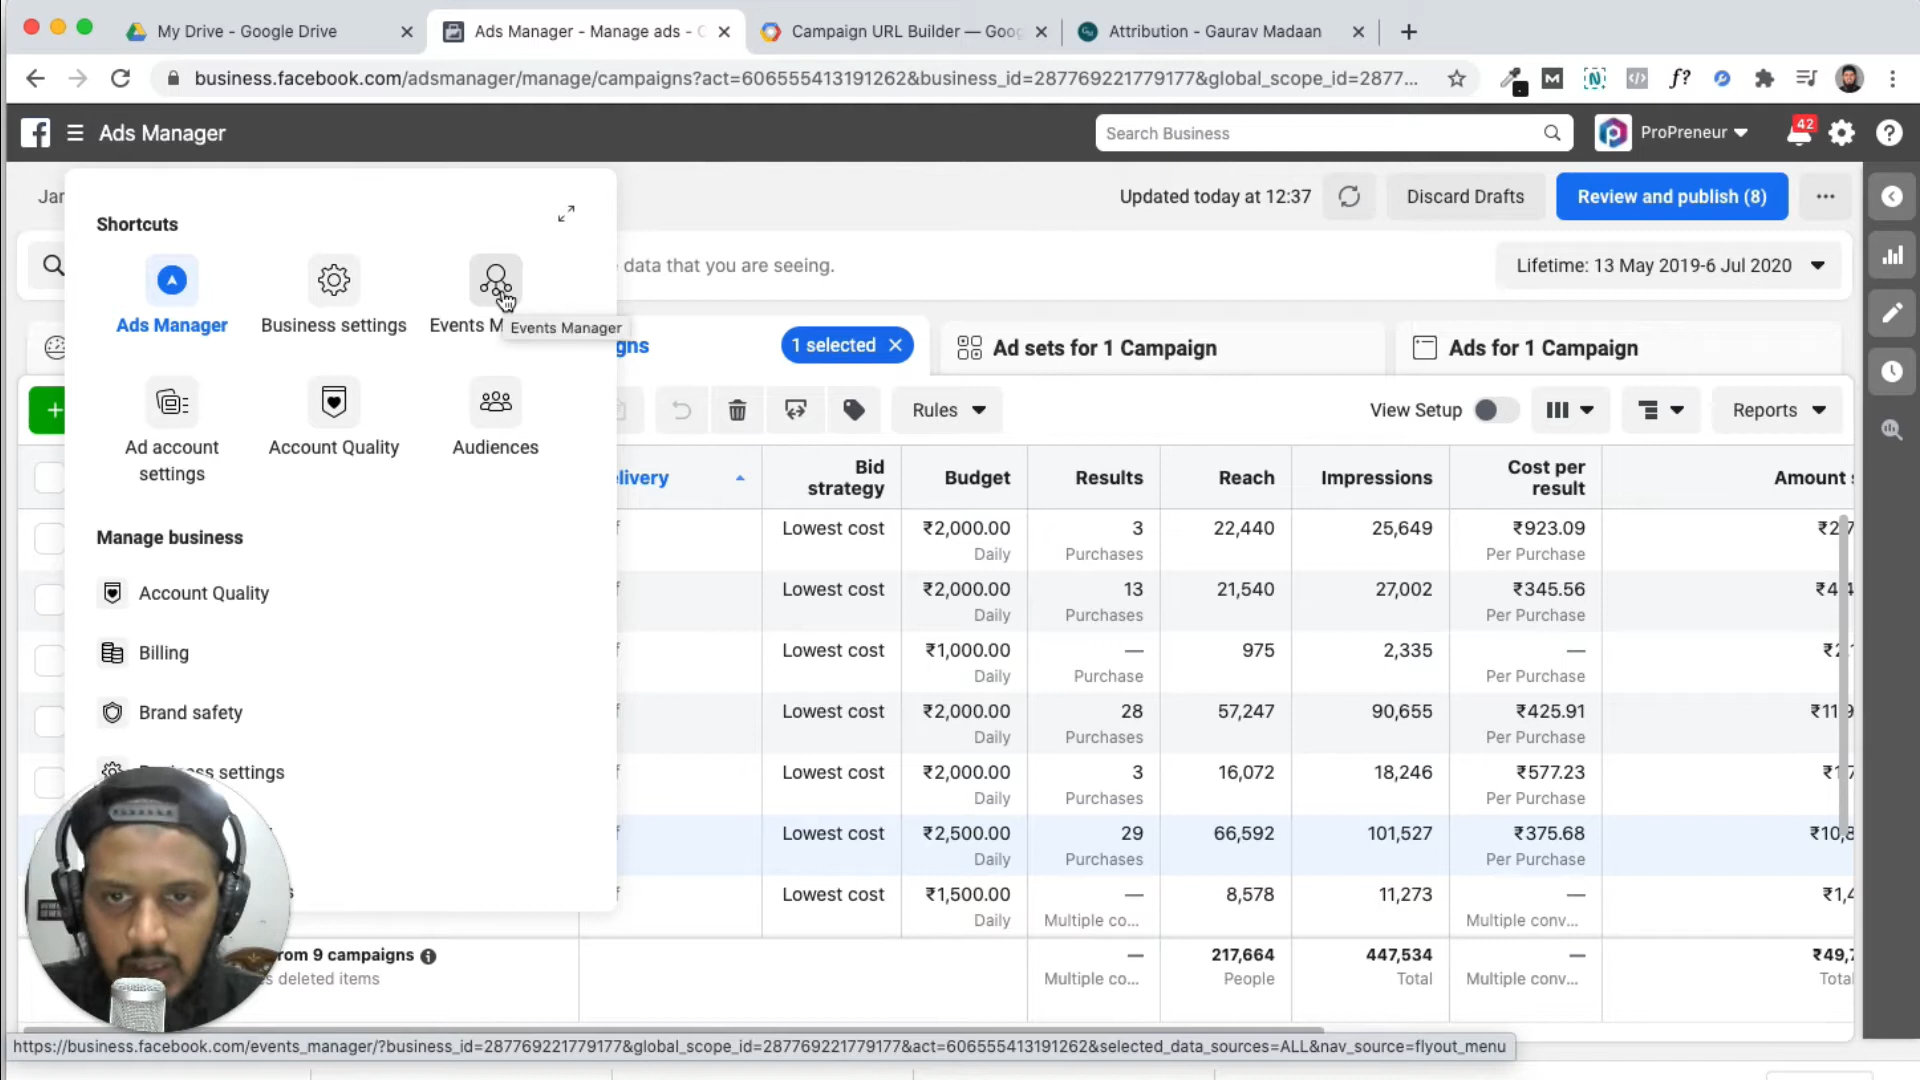 My Drive - Google Drive
Ads Manager - Manage ads -
Campaign URL Builder — Goog
Attribution - Gaurav Madaan
business.facebook.com/adsmanager/manage/campaigns?act=606555413191262&business_id=287769221779177&global_scope_id=2877...
Ads Manager
Search Business
ProPreneur
42
Jan
Updated today at 12:37
Discard Drafts
Review and publish (8)
Shortcuts
data that you are seeing.
Lifetime: 13 May 2019-6 Jul 2020
Ads Manager
Business settings
Events M
Events Manager
gns
1 selected
Ad sets for 1 Campaign
Ads for 1 Campaign
Rules
View Setup
Reports
Ad account settings
Account Quality
Audiences
livery
Bid strategy
Budget
Results
Reach
Impressions
Cost per result
Amount s
Lowest cost ₹2,000.00 3 22,440 25,649 ₹923.09
Daily Purchases Per Purchase
Manage business
Account Quality
Lowest cost ₹2,000.00 13 21,540 27,002 ₹345.56
Daily Purchases Per Purchase
Billing
Lowest cost ₹1,000.00 — 975 2,335 —
Daily Purchase Per Purchase
Brand safety
Lowest cost ₹2,000.00 28 57,247 90,655 ₹425.91
Daily Purchases Per Purchase
ss settings
Lowest cost ₹2,000.00 3 16,072 18,246 ₹577.23
Daily Purchases Per Purchase
Lowest cost ₹2,500.00 29 66,592 101,527 ₹375.68
Daily Purchases Per Purchase
Lowest cost ₹1,500.00 — 8,578 11,273 —
Daily Multiple co... Multiple conv...
rom 9 campaigns — 217,664 447,534 — ₹49,7
s deleted items Multiple co... People Total Multiple conv... Total
https://business.facebook.com/events_manager/?business_id=287769221779177&global_scope_id=287769221779177&act=606555413191262&selected_data_sources=ALL&nav_source=flyout_menu